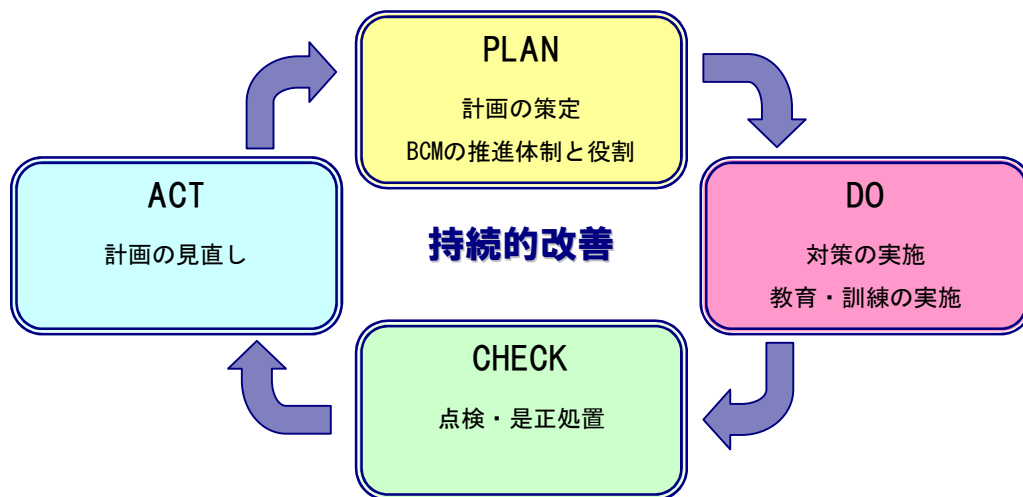 PLAN
計画の策定
BCMの推進体制と役割
ACT
計画の見直し
持続的改善
DO
対策の実施
教育・訓練の実施
CHECK
点検・是正処置